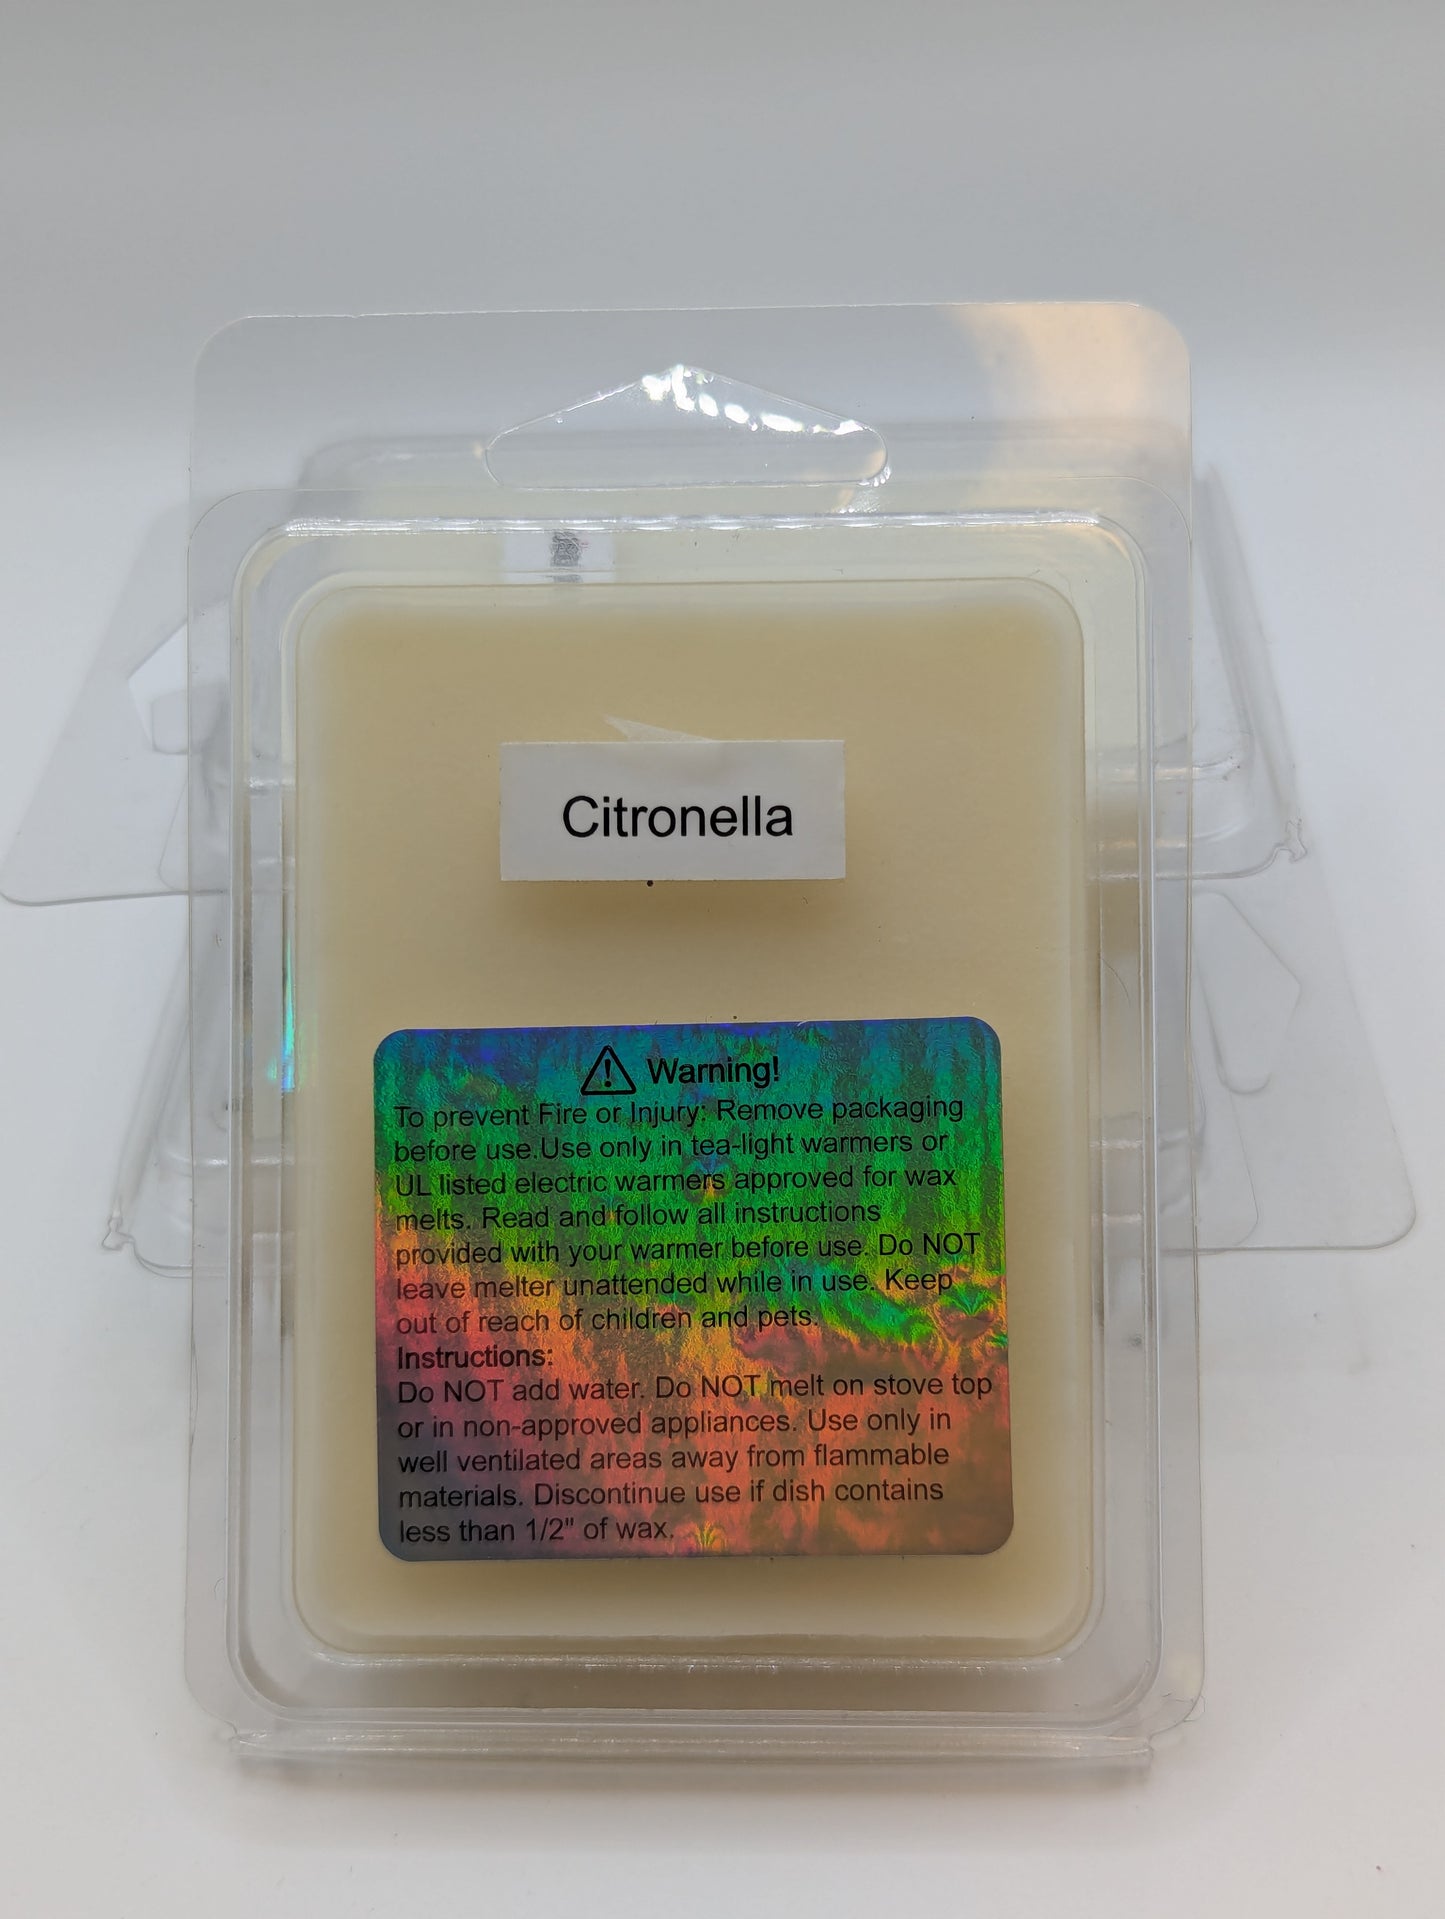 Citronella
Warning!
To prevent Fire or Injury: Remove packaging
before use.Use only in tea-light warmers or
UL listed electric warmers approved for wax
melts. Read and follow all instructions
provided with your warmer before use. Do NOT
leave melter unattended while in use. Keep
out of reach of children and pets.
Instructions:
Do NOT add water. Do NOT melt on stove top
or in non-approved appliances. Use only in
well ventilated areas away from flammable
materials. Discontinue use if dish contains
less than 1/2" of wax.